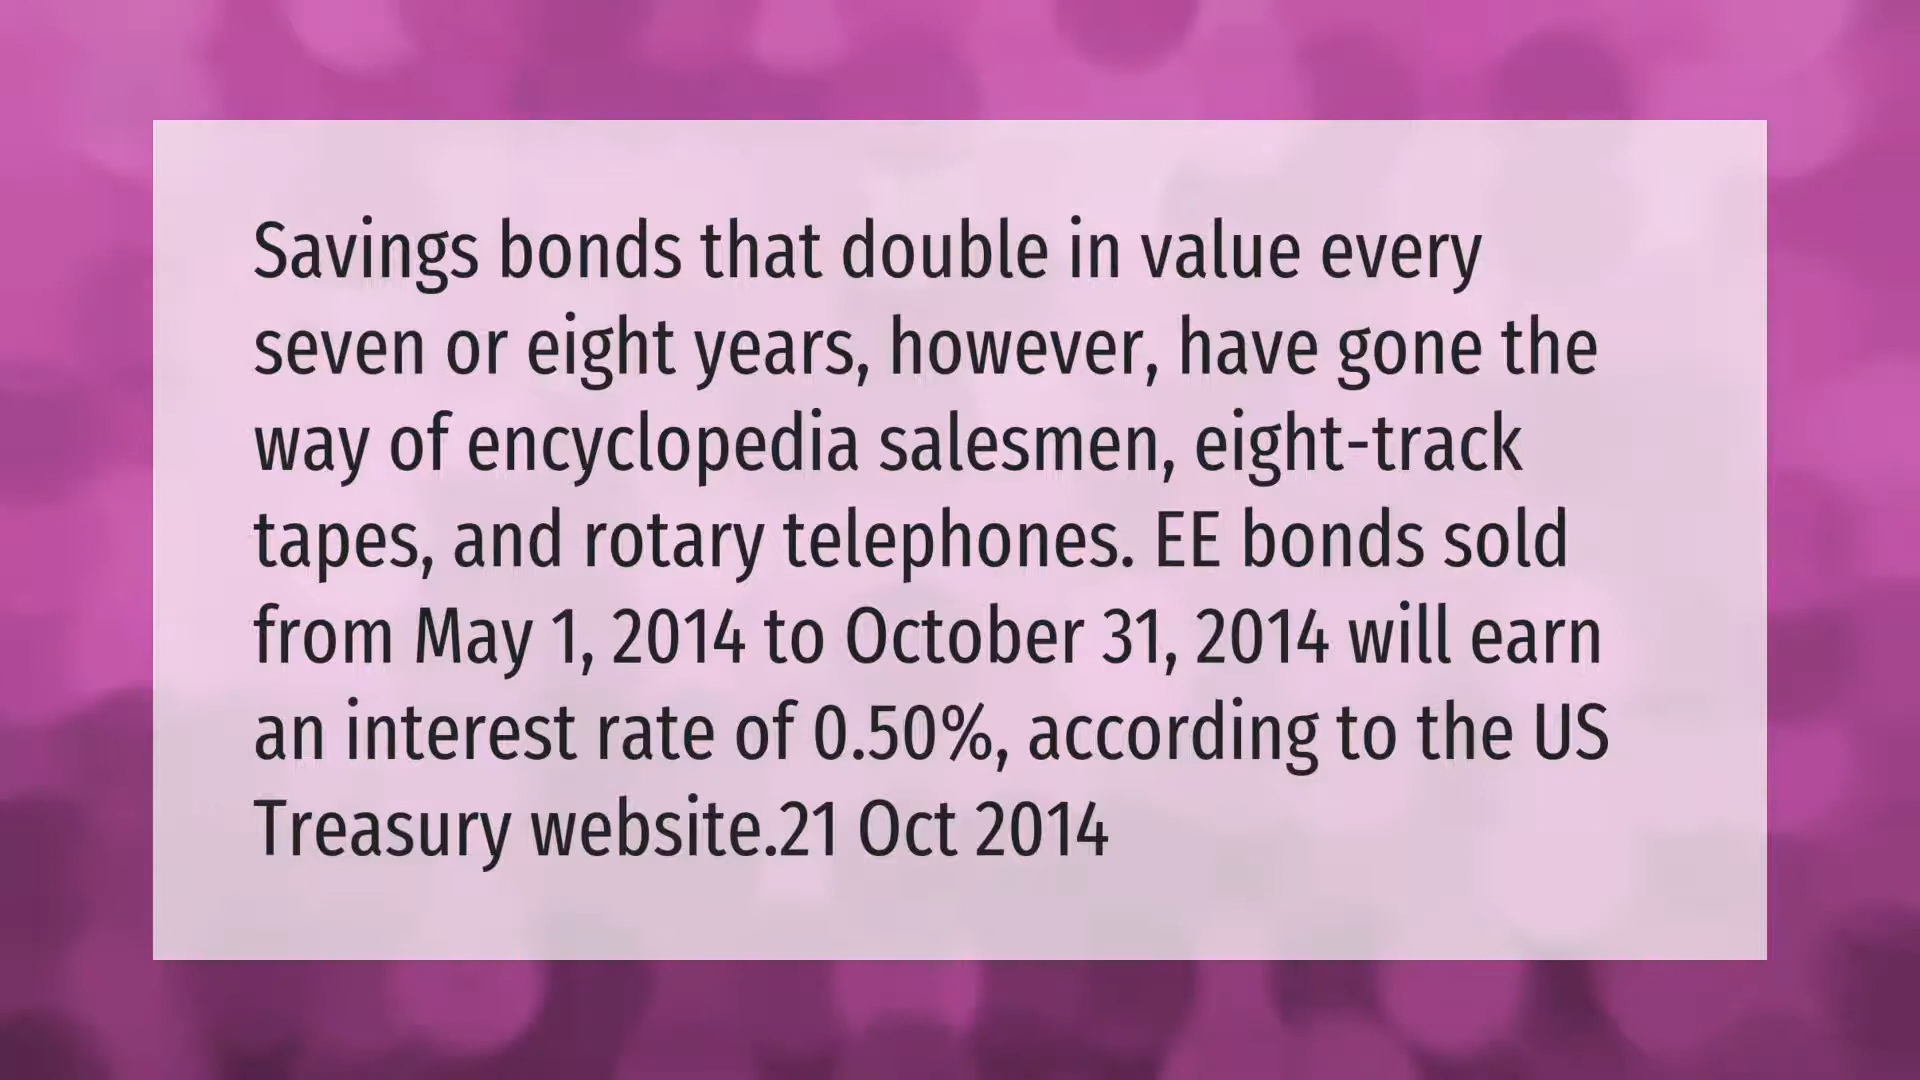 Savings bonds that double in value every
seven or eight years, however, have gone the
way of encyclopedia salesmen, eight-track
tapes, and rotary telephones. EE bonds sold
from May 1, 2014 to October 31, 2014 will earn
an interest rate of 0.50%, according to the US
Treasury website.21 Oct 2014